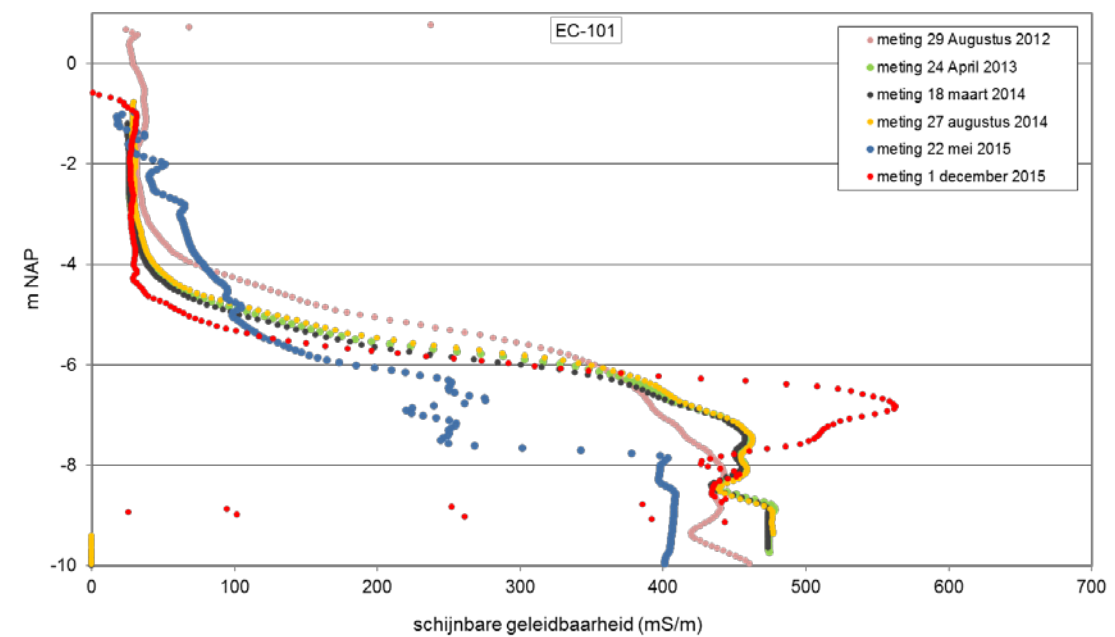 EC-101
meting 29 Augustus 2012
meting 24 April 2013
meting 18 maart 2014
meting 27 augustus 2014
meting 22 mei 2015
meting 1 december 2015
m NAP
0
-2
-4
-6
-8
-10
0 100 200 300 400 500 600 700
schijnbare geleidbaarheid (mS/m)